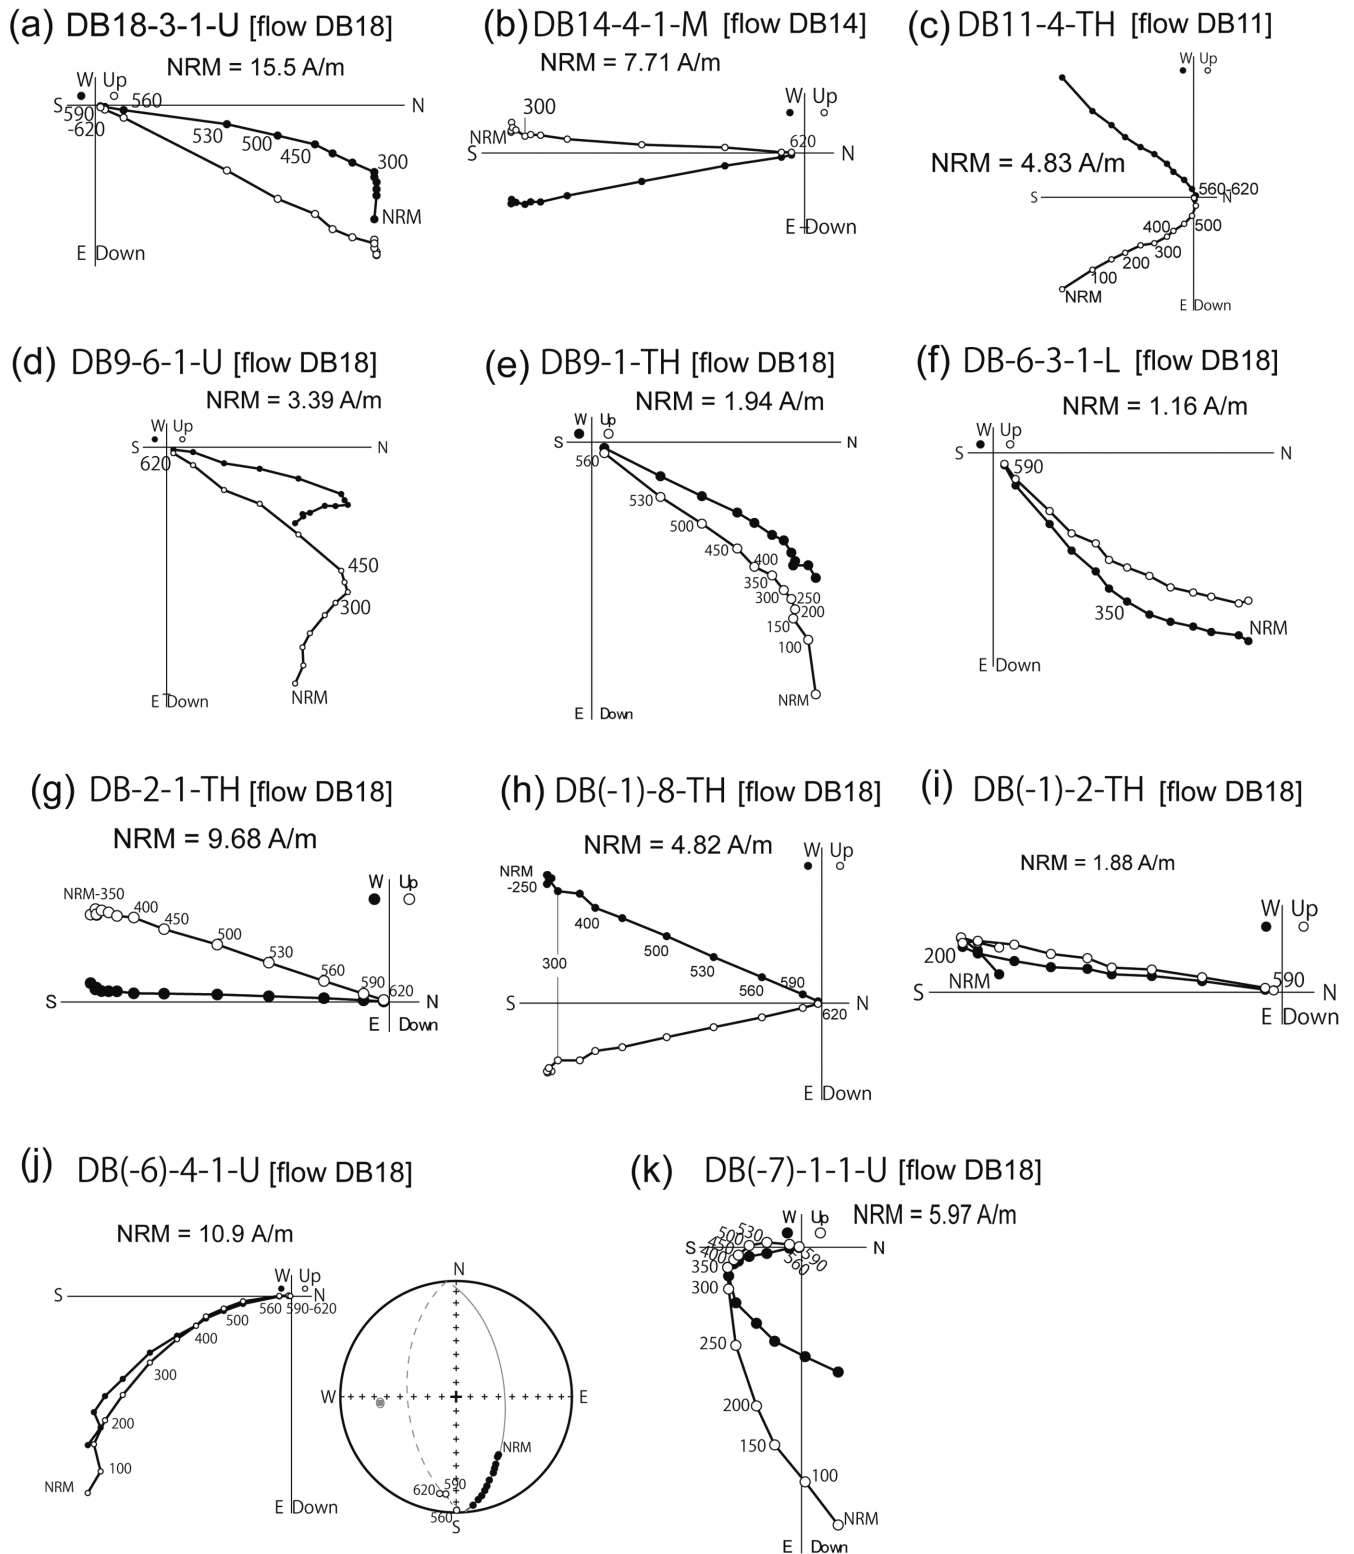 (a) DB18-3-1-U [flow DB18]
NRM = 15.5 A/m
W Up
S N
560
590
-620
530
500
450
300
NRM
E Down
(b) DB14-4-1-M [flow DB14]
NRM = 7.71 A/m
W Up
300
NRM
620
S N
E Down
(c) DB11-4-TH [flow DB11]
W Up
NRM = 4.83 A/m
560-620
S N
400 500
300
200
100
NRM
E Down
(d) DB9-6-1-U [flow DB18]
NRM = 3.39 A/m
W Up
S N
620
450
300
NRM
E Down
(e) DB9-1-TH [flow DB18]
NRM = 1.94 A/m
W Up
S N
560
530
500
450
400
350
300 250
200
150
100
NRM
E Down
(f) DB-6-3-1-L [flow DB18]
NRM = 1.16 A/m
W Up
S N
590
350
NRM
E Down
(g) DB-2-1-TH [flow DB18]
NRM = 9.68 A/m
W Up
NRM-350
400
450
500
530
560
590
620
S N
E Down
(h) DB(-1)-8-TH [flow DB18]
NRM = 4.82 A/m
W Up
NRM
-250
400
500
530
300
560
590
S N
620
E Down
(i) DB(-1)-2-TH [flow DB18]
NRM = 1.88 A/m
W Up
200
NRM
590
S N
E Down
(j) DB(-6)-4-1-U [flow DB18]
NRM = 10.9 A/m
W Up
S N
560 590-620
500
400
300
200
100
NRM
E Down
N
W E
NRM
620 590
560
S
(k) DB(-7)-1-1-U [flow DB18]
NRM = 5.97 A/m
W Up
S N
530
500
450
400
350
300
590
560
250
200
150
100
NRM
E Down